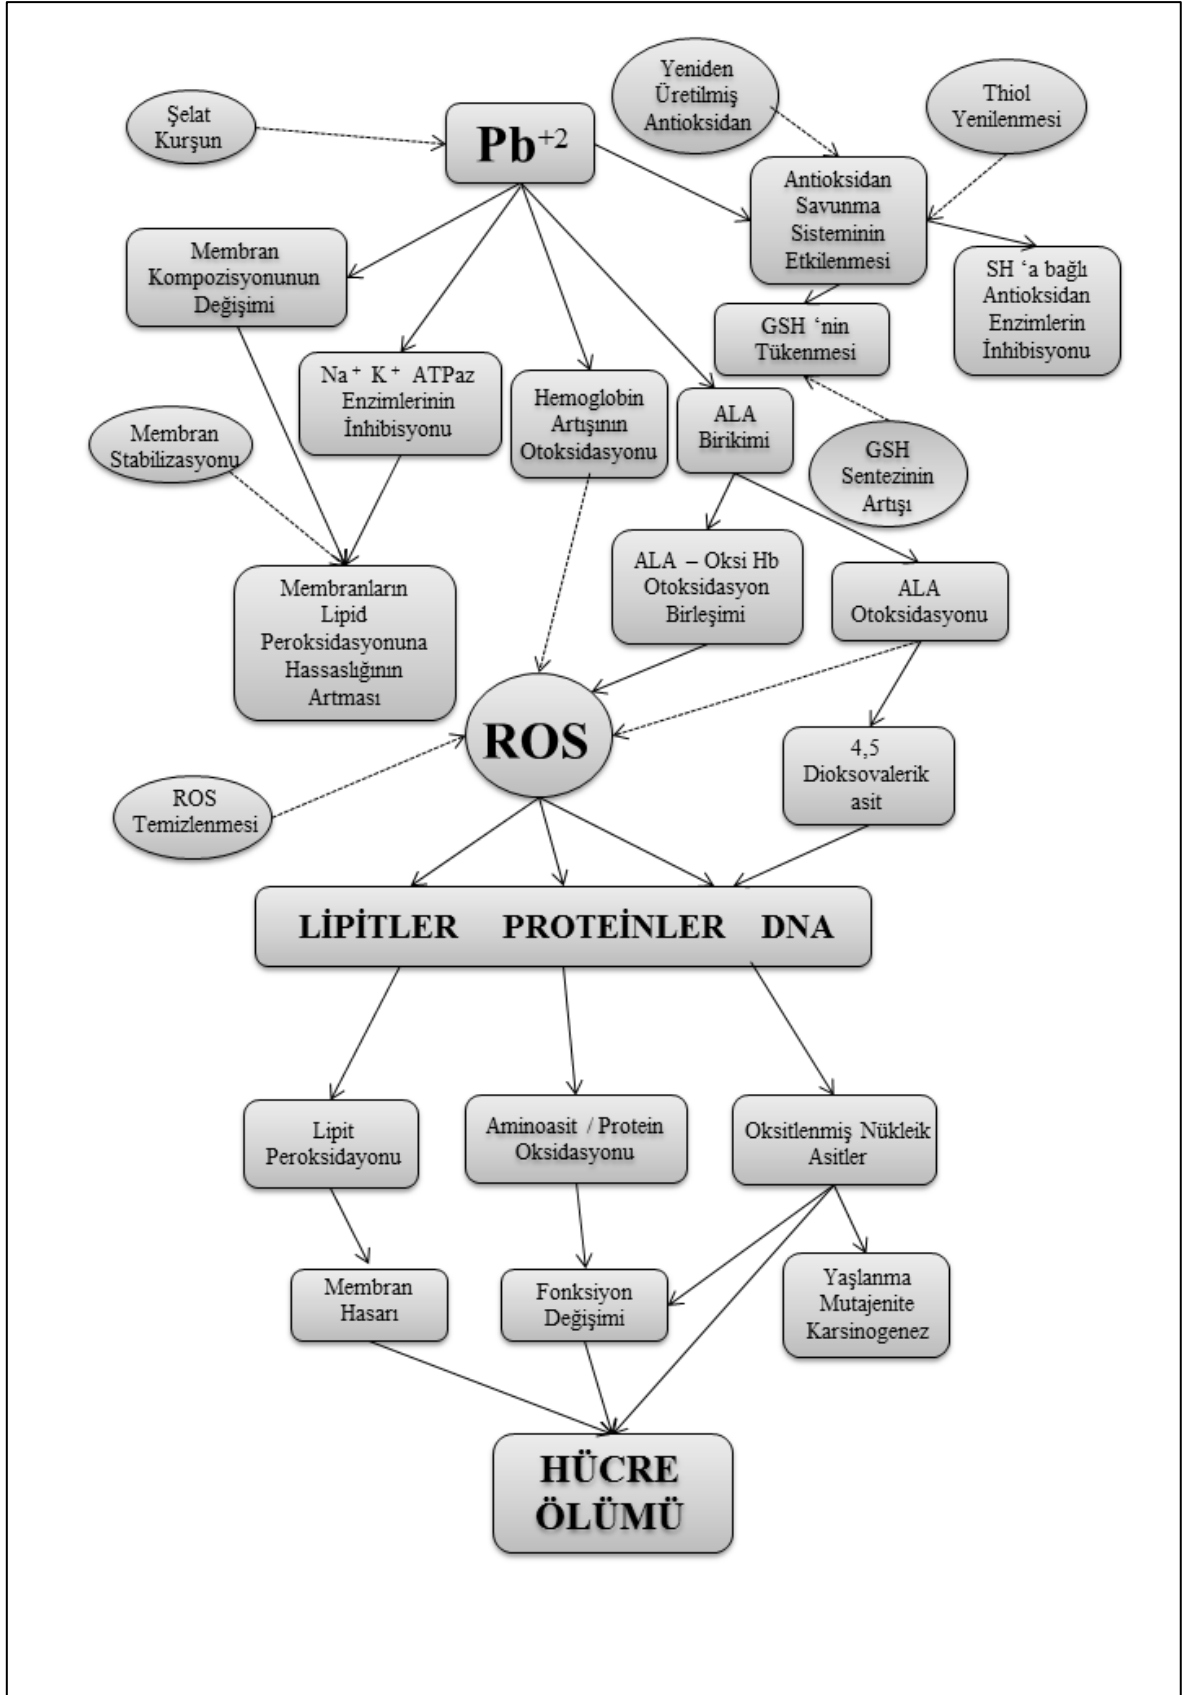 Yeniden
Üretilmiş
Antioksidan
Thiol
Yenilenmesi
Şelat
Kurşun
Pb⁺²
Antioksidan
Savunma
Sisteminin
Etkilenmesi
Membran
Kompozisyonunun
Değişimi
SH ‘a bağlı
Antioksidan
Enzimlerin
İnhibisyonu
GSH ‘nin
Tükenmesi
Na⁺ K⁺ ATPaz
Enzimlerinin
İnhibisyonu
Hemoglobin
Artışının
Otoksidasyonu
ALA
Birikimi
Membran
Stabilizasyonu
GSH
Sentezinin
Artışı
ALA – Oksi Hb
Otoksidasyon
Birleşimi
ALA
Otoksidasyonu
Membranların
Lipid
Peroksidasyonuna
Hassaslığının
Artması
ROS
4,5
Dioksovalerik
asit
ROS
Temizlenmesi
LİPİTLER PROTEİNLER DNA
Lipit
Peroksidayonu
Aminoasit / Protein
Oksidasyonu
Oksitlenmiş Nükleik
Asitler
Membran
Hasarı
Fonksiyon
Değişimi
Yaşlanma
Mutajenite
Karsinogenez
HÜCRE
ÖLÜMÜ